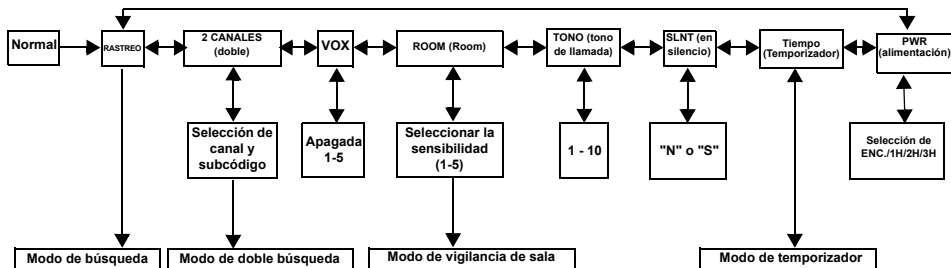 Normal
RASTREO
2 CANALES
(doble)
VOX
ROOM (Room)
TONO (tono
de llamada)
SLNT (en
silencio)
Tiempo
(Temporizador)
PWR
(alimentación)
Selección de
canal y
subcódigo
Apagada
1-5
Seleccionar la
sensibilidad
(1-5)
1 - 10
"N" o "S"
Selección de
ENC./1H/2H/3H
Modo de búsqueda
Modo de doble búsqueda
Modo de vigilancia de sala
Modo de temporizador